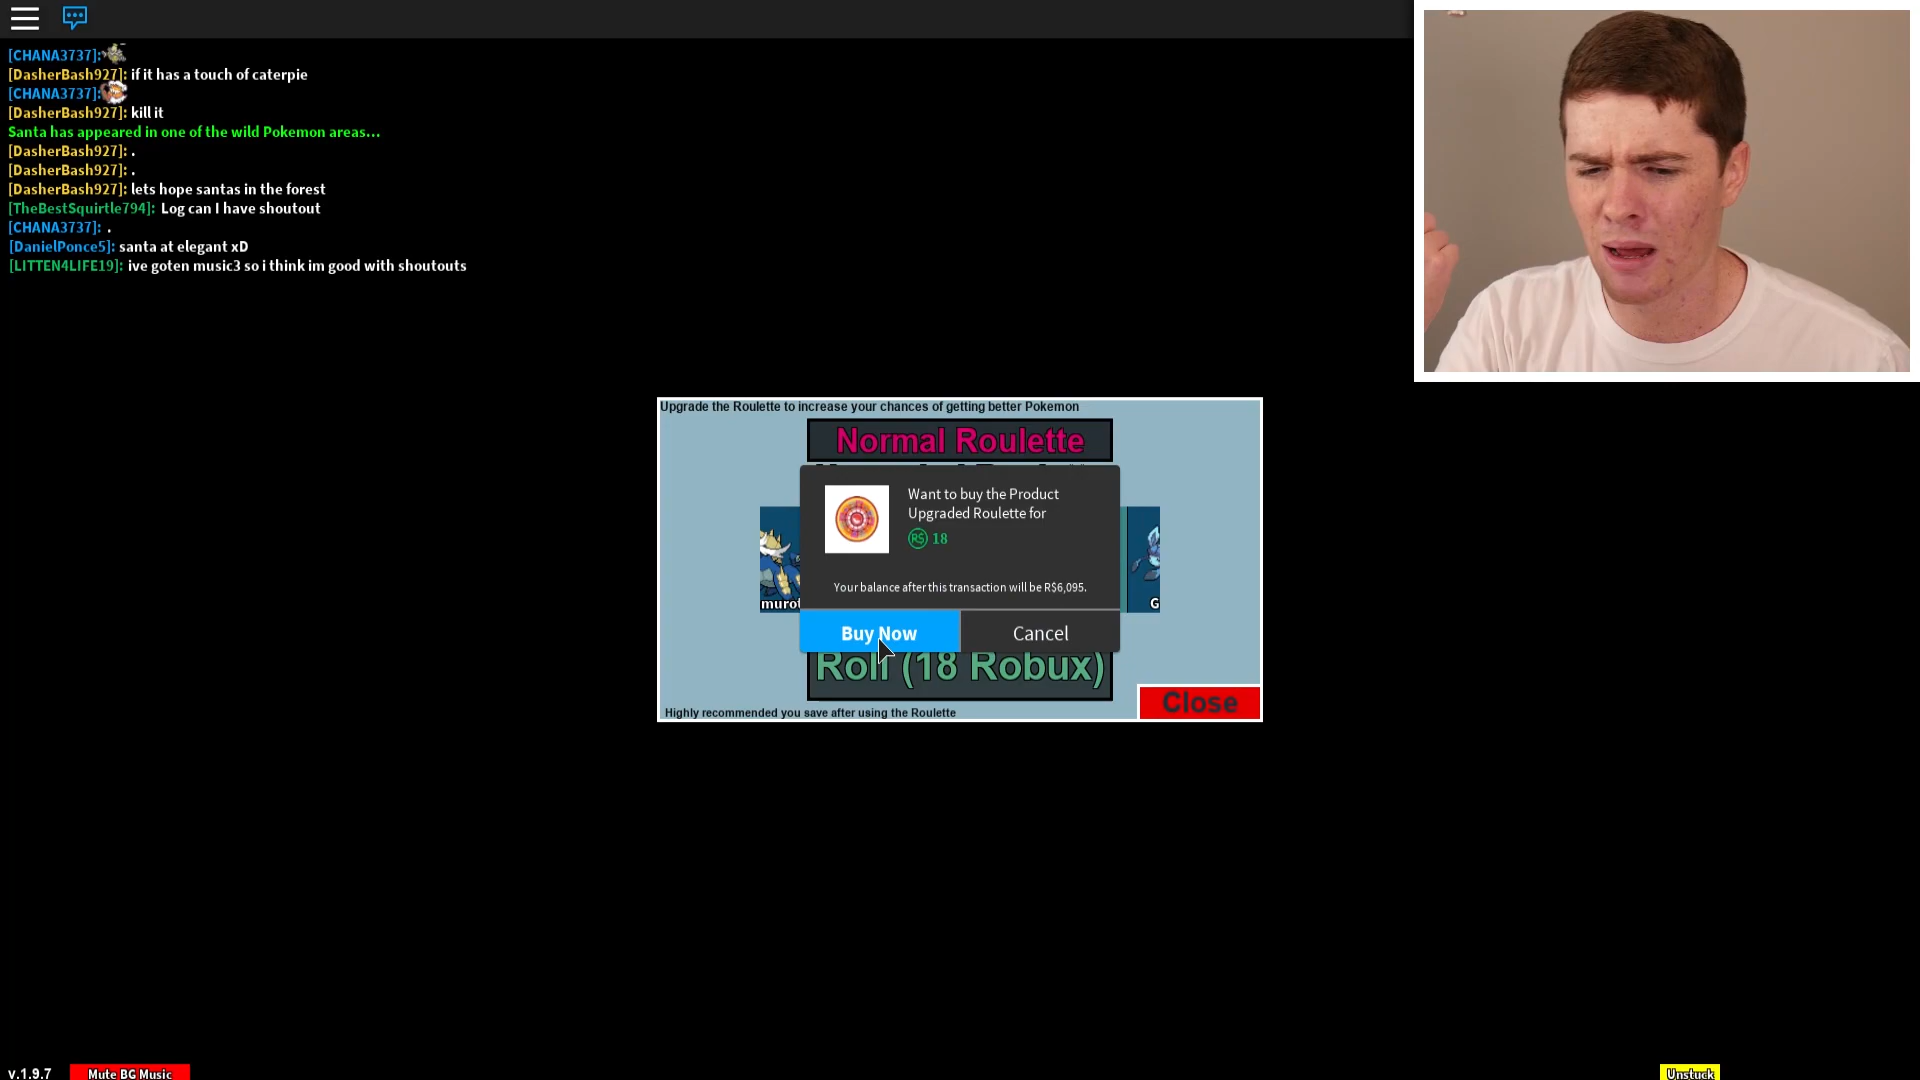 [CHANA3737]:
[DasherBash927]: if it has a touch of caterpie
[CHANA3737]:
[DasherBash927]: kill it
Santa has appeared in one of the wild Pokemon areas...
[DasherBash927]: .
[DasherBash927]: .
[DasherBash927]: lets hope santas in the forest
[TheBestSquirtle794]: Log can I have shoutout
[CHANA3737]: .
[DanielPonce5]: santa at elegant xD
[LITTEN4LIFE19]: ive goten music3 so i think im good with shoutouts
Upgrade the Roulette to increase your chances of getting better Pokemon
Normal Roulette
Want to buy the Product
Upgraded Roulette for
R$ 18
Your balance after this transaction will be R$6,095.
murot
G
Buy Now
Cancel
Roll (18 Robux)
Close
Highly recommended you save after using the Roulette
v.1.9.7
Mute BG Music
Unstuck